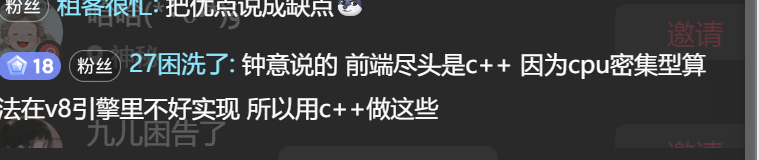 粉丝 租客很忙: 把优点说成缺点
邀请
18 粉丝 27困洗了: 钟意说的 前端尽头是c++ 因为cpu密集型算
法在v8引擎里不好实现 所以用c++做这些
九儿困告了
邀请